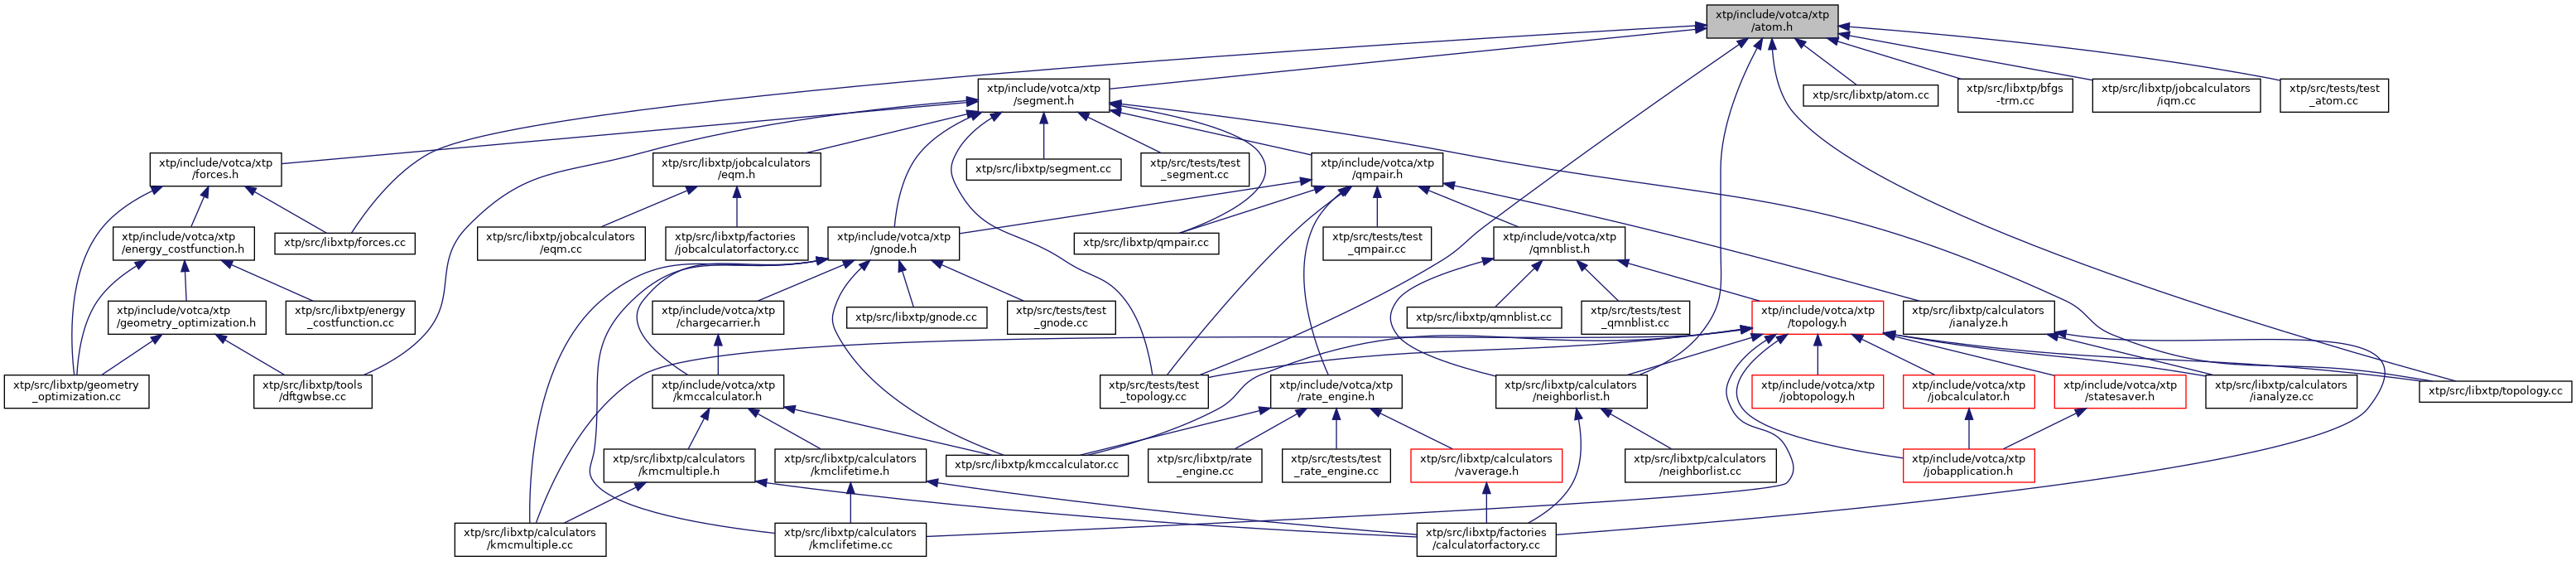 xtp/include/votca/xtp
/atom.h
xtp/include/votca/xtp
/segment.h
xtp/src/libxtp/atom.cc
xtp/src/libxtp/bfgs
-trm.cc
xtp/src/libxtp/jobcalculators
/iqm.cc
xtp/src/tests/test
_atom.cc
xtp/include/votca/xtp
/forces.h
xtp/src/libxtp/jobcalculators
/eqm.h
xtp/src/libxtp/segment.cc
xtp/src/tests/test
_segment.cc
xtp/include/votca/xtp
/qmpair.h
xtp/include/votca/xtp
/energy_costfunction.h
xtp/src/libxtp/forces.cc
xtp/src/libxtp/jobcalculators
/eqm.cc
xtp/src/libxtp/factories
/jobcalculatorfactory.cc
xtp/include/votca/xtp
/gnode.h
xtp/src/libxtp/qmpair.cc
xtp/src/tests/test
_qmpair.cc
xtp/include/votca/xtp
/qmnblist.h
xtp/include/votca/xtp
/geometry_optimization.h
xtp/src/libxtp/energy
_costfunction.cc
xtp/include/votca/xtp
/chargecarrier.h
xtp/src/libxtp/gnode.cc
xtp/src/tests/test
_gnode.cc
xtp/src/libxtp/qmnblist.cc
xtp/src/tests/test
_qmnblist.cc
xtp/include/votca/xtp
/topology.h
xtp/src/libxtp/calculators
/ianalyze.h
xtp/src/libxtp/geometry
_optimization.cc
xtp/src/libxtp/tools
/dftgwbse.cc
xtp/include/votca/xtp
/kmccalculator.h
xtp/src/tests/test
_topology.cc
xtp/include/votca/xtp
/rate_engine.h
xtp/src/libxtp/calculators
/neighborlist.h
xtp/include/votca/xtp
/jobtopology.h
xtp/include/votca/xtp
/jobcalculator.h
xtp/include/votca/xtp
/statesaver.h
xtp/src/libxtp/calculators
/ianalyze.cc
xtp/src/libxtp/topology.cc
xtp/src/libxtp/calculators
/kmcmultiple.h
xtp/src/libxtp/calculators
/kmclifetime.h
xtp/src/libxtp/kmccalculator.cc
xtp/src/libxtp/rate
_engine.cc
xtp/src/tests/test
_rate_engine.cc
xtp/src/libxtp/calculators
/vaverage.h
xtp/src/libxtp/calculators
/neighborlist.cc
xtp/include/votca/xtp
/jobapplication.h
xtp/src/libxtp/calculators
/kmcmultiple.cc
xtp/src/libxtp/calculators
/kmclifetime.cc
xtp/src/libxtp/factories
/calculatorfactory.cc